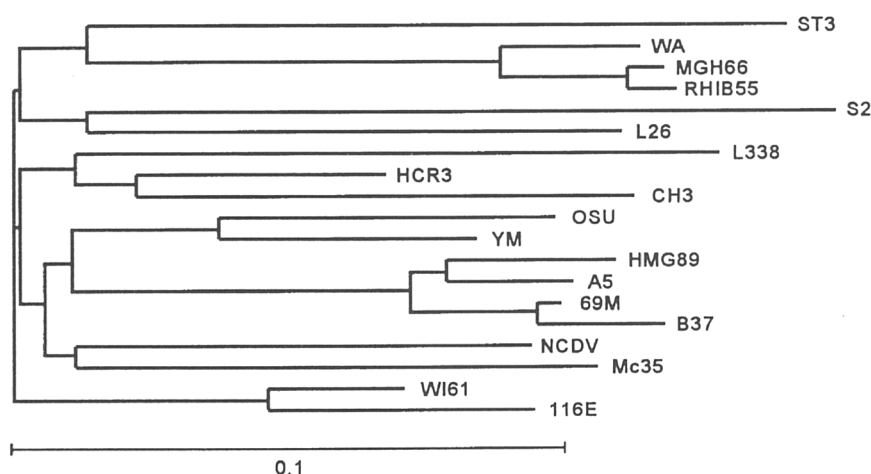 ST3
WA
MGH66
RHIB55
S2
L26
L338
HCR3
CH3
OSU
YM
HMG89
A5
69M
B37
NCDV
Mc35
WI61
116E
0.1